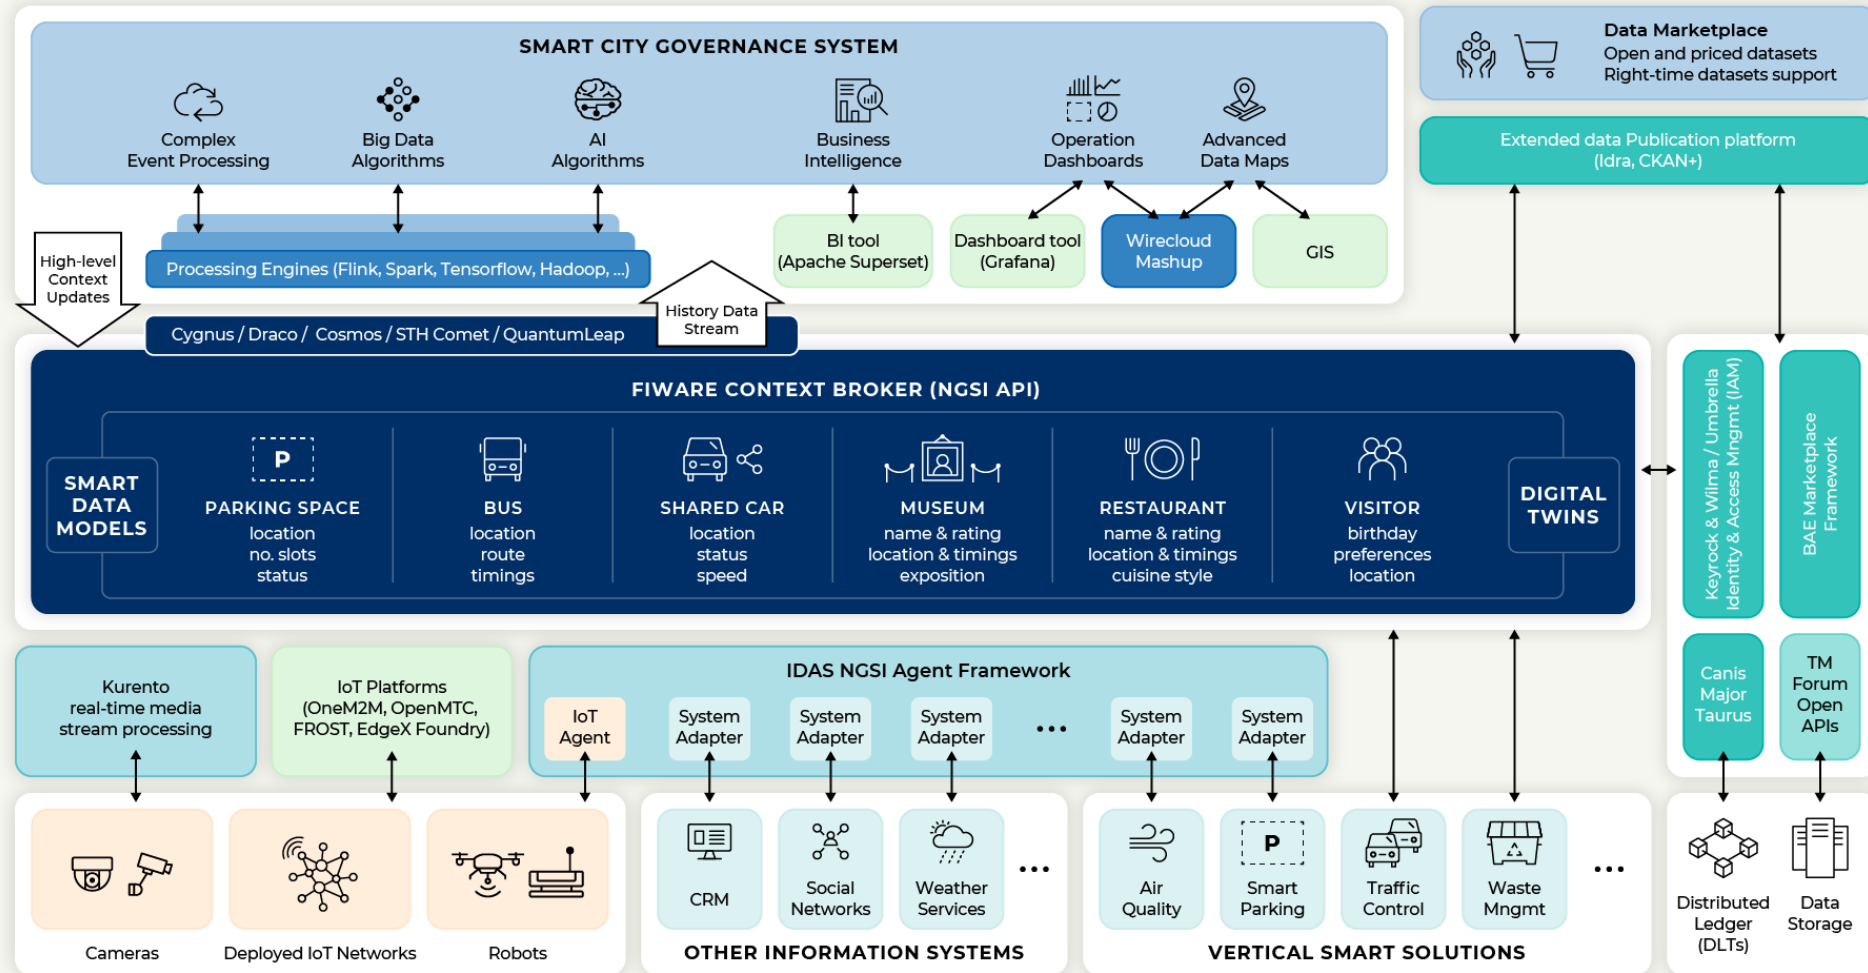 SMART CITY GOVERNANCE SYSTEM
Complex
Event Processing
Big Data
Algorithms
AI
Algorithms
Business
Intelligence
Operation
Dashboards
Advanced
Data Maps
Data Marketplace
Open and priced datasets
Right-time datasets support
Extended data Publication platform
(Idra, CKAN+)
High-level
Context
Updates
Processing Engines (Flink, Spark, Tensorflow, Hadoop, ...)
BI tool
(Apache Superset)
Dashboard tool
(Grafana)
Wirecloud
Mashup
GIS
Cygnus / Draco / Cosmos / STH Comet / QuantumLeap
History Data
Stream
FIWARE CONTEXT BROKER (NGSI API)
SMART
DATA
MODELS
P
PARKING SPACE
location
no. slots
status
BUS
location
route
timings
SHARED CAR
location
status
speed
MUSEUM
name & rating
location & timings
exposition
RESTAURANT
name & rating
location & timings
cuisine style
VISITOR
birthday
preferences
location
DIGITAL
TWINS
Keyrock & Wilma / Umbrella
Identity & Access Mngmt (IAM)
BAE Marketplace
Framework
Kurento
real-time media
stream processing
IoT Platforms
(OneM2M, OpenMTC,
FROST, EdgeX Foundry)
IDAS NGSI Agent Framework
IoT
Agent
System
Adapter
System
Adapter
System
Adapter
...
System
Adapter
System
Adapter
Canis
Major
Taurus
TM
Forum
Open
APIs
Cameras
Deployed IoT Networks
Robots
CRM
Social
Networks
Weather
Services
...
OTHER INFORMATION SYSTEMS
Air
Quality
P
Smart
Parking
Traffic
Control
Waste
Mngmt
...
VERTICAL SMART SOLUTIONS
Distributed
Ledger
(DLTs)
Data
Storage